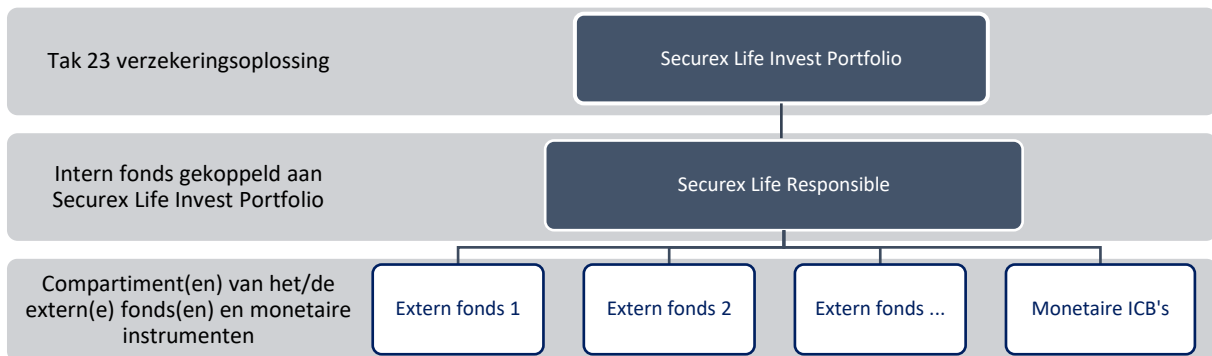 Tak 23 verzekeringsoplossing
Securex Life Invest Portfolio
Intern fonds gekoppeld aan
Securex Life Invest Portfolio
Securex Life Responsible
Compartiment(en) van het/de
extern(e) fonds(en) en monetaire
instrumenten
Extern fonds 1
Extern fonds 2
Extern fonds ...
Monetaire ICB's